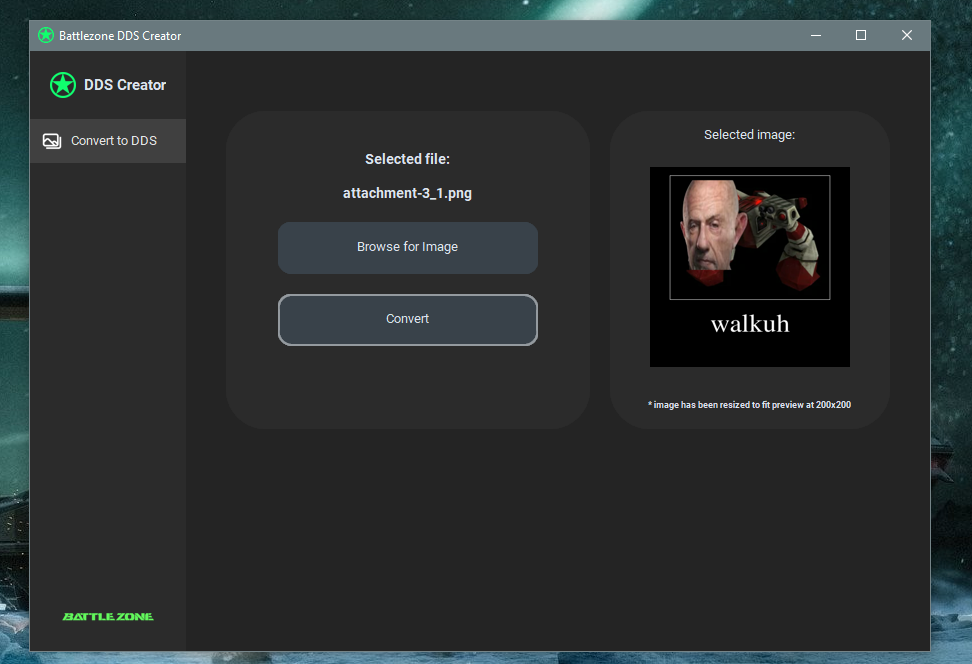 Battlezone DDS Creator
DDS Creator
Convert to DDS
Selected file:
attachment-3_1.png
Browse for Image
Convert
Selected image:
walkuh
* image has been resized to fit preview at 200x200
BATTLEZONE